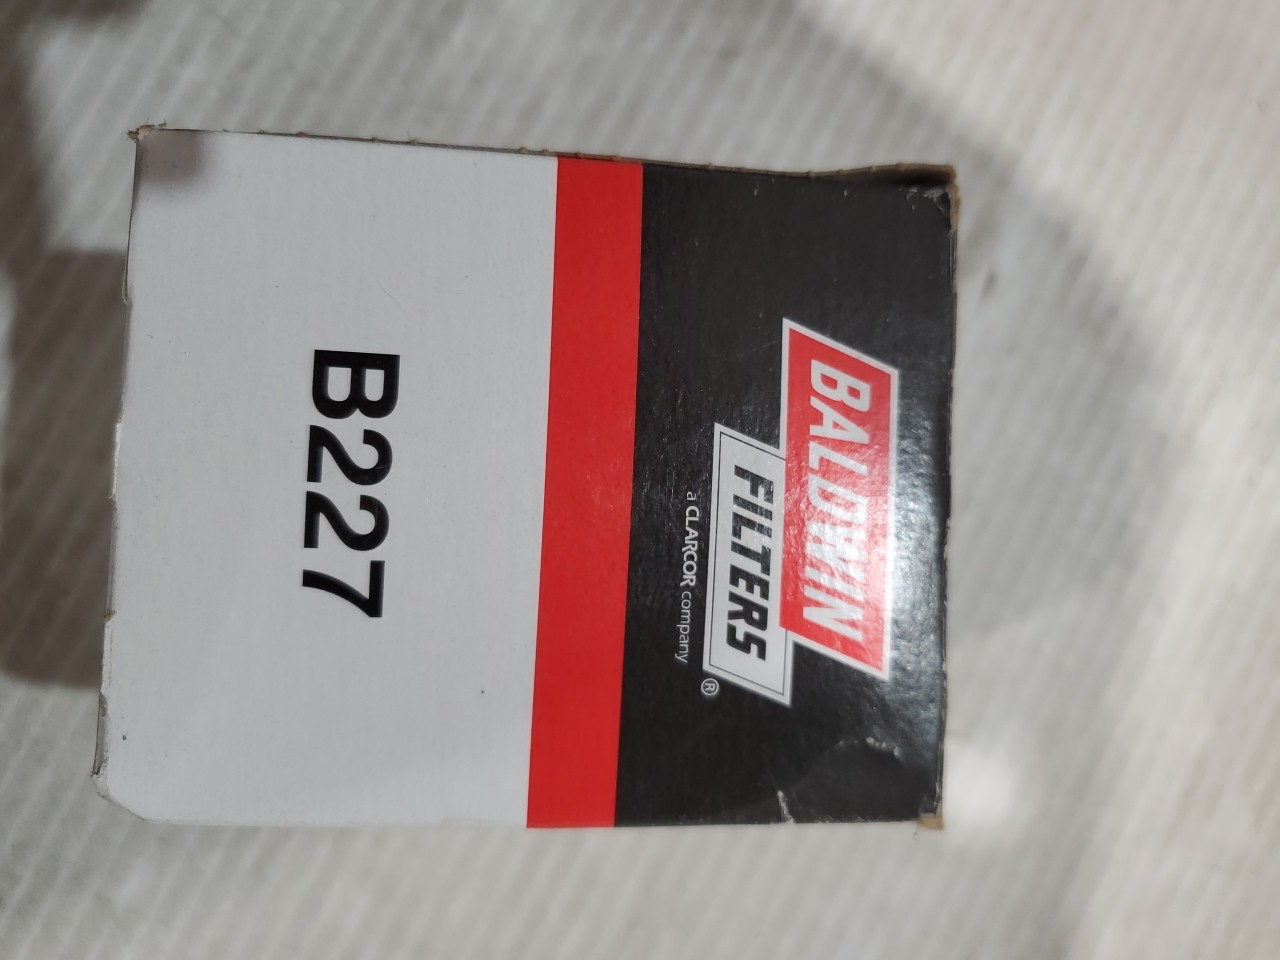 BALDWIN
FILTERS
®
a CLARCOR company
B227